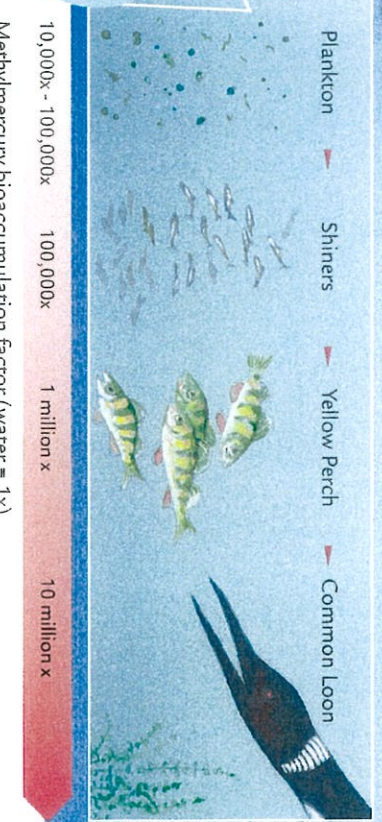 Plankton Shiners Yellow Perch Common Loon
10,000x - 100,000x 100,000x 1 million x 10 million x
Methylmercury bioaccumulation factor (water = 1x)